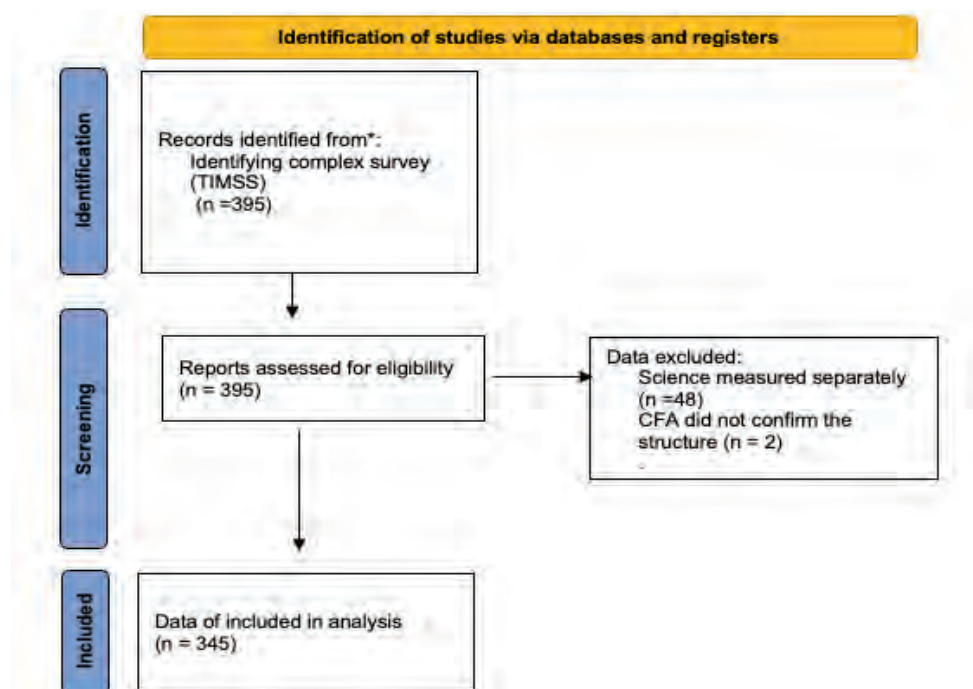 Identification of studies via databases and registers
Identification
Records identified from*:
Identifying complex survey
(TIMSS)
(n =395)
Screening
Reports assessed for eligibility
(n = 395)
Data excluded:
Science measured separately
(n =48)
CFA did not confirm the
structure (n = 2)
.
Included
Data of included in analysis
(n = 345)